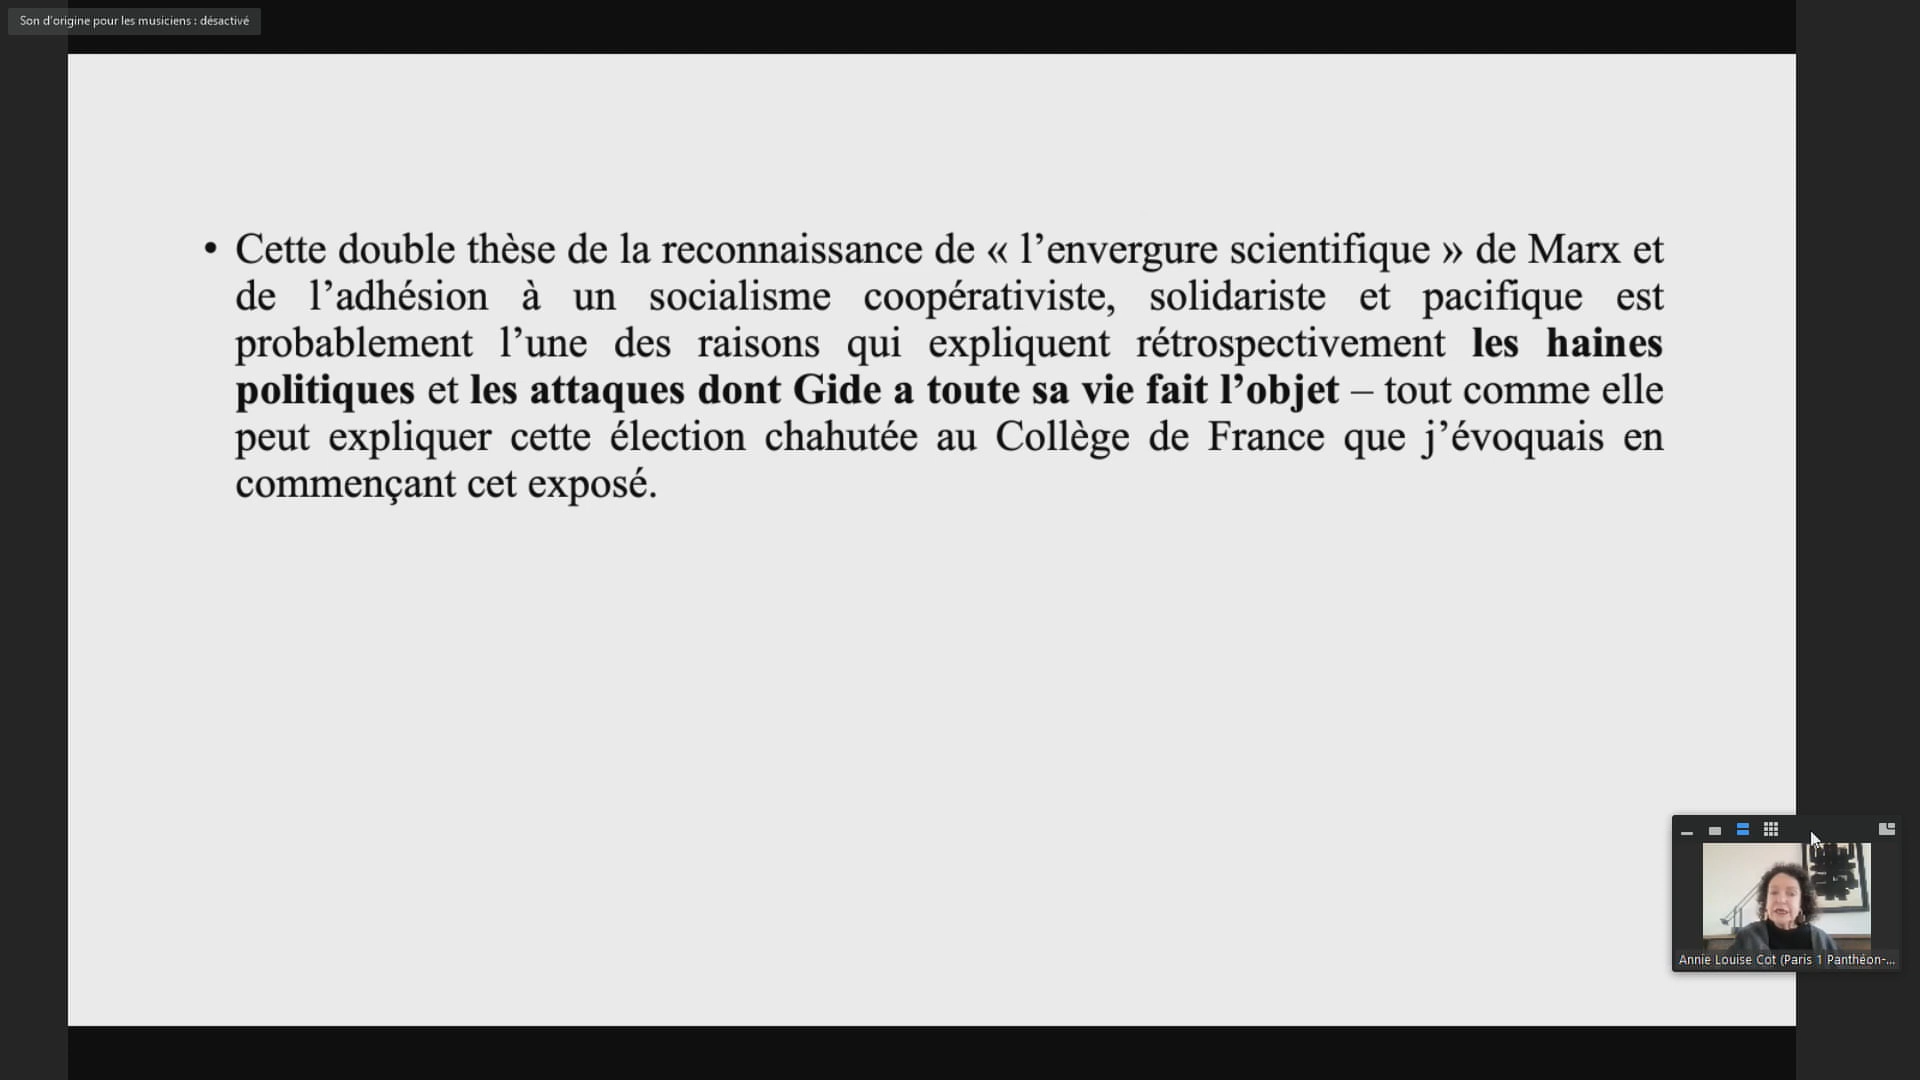 Son d'origine pour les musiciens : désactivé
• Cette double thèse de la reconnaissance de « l’envergure scientifique » de Marx et
de l’adhésion à un socialisme coopérativiste, solidariste et pacifique est
probablement l’une des raisons qui expliquent rétrospectivement les haines
politiques et les attaques dont Gide a toute sa vie fait l’objet – tout comme elle
peut expliquer cette élection chahutée au Collège de France que j’évoquais en
commençant cet exposé.
Annie Louise Cot (Paris 1 Panthéon-...